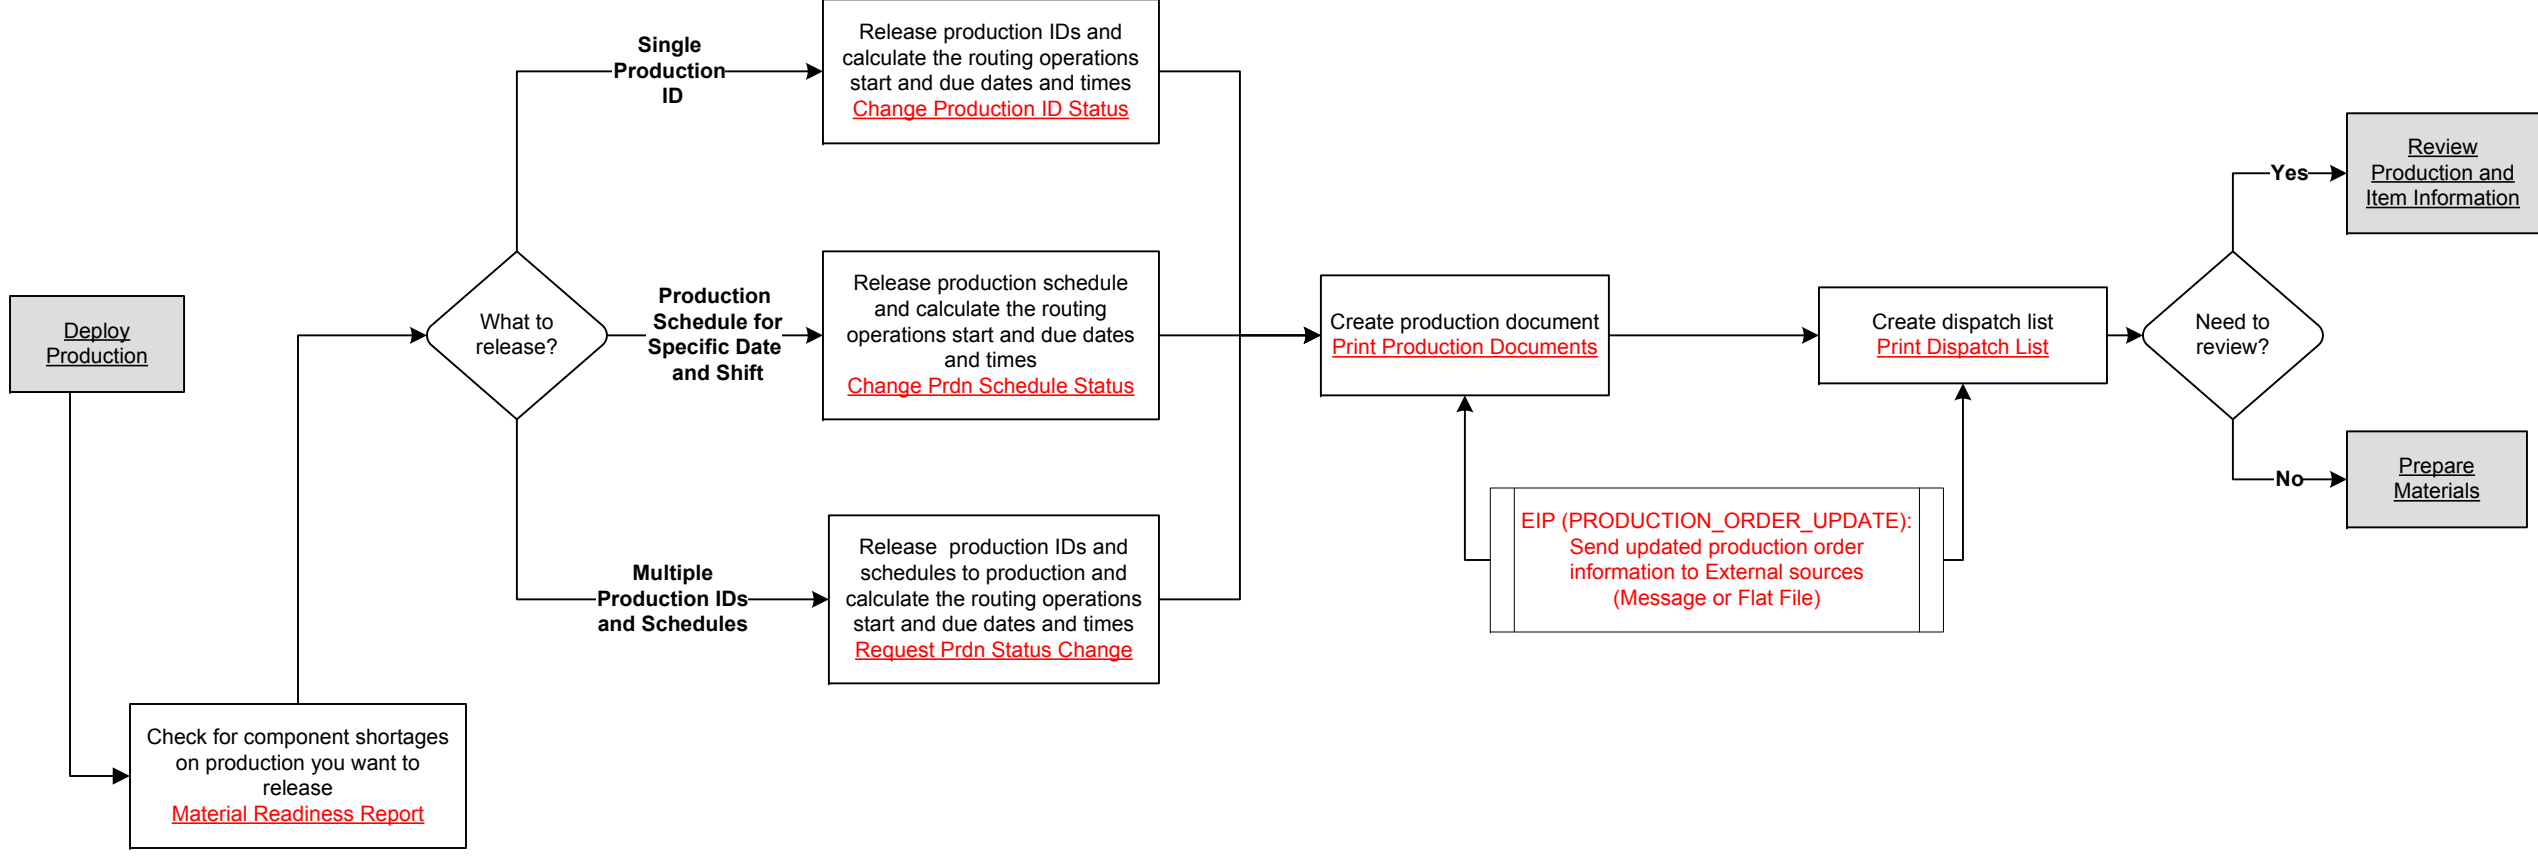 Deploy
Production
Check for component shortages
on production you want to
release
Material Readiness Report
What to
release?
Single
Production
ID
Release production IDs and
calculate the routing operations
start and due dates and times
Change Production ID Status
Production
Schedule for
Specific Date
and Shift
Release production schedule
and calculate the routing
operations start and due dates
and times
Change Prdn Schedule Status
Multiple
Production IDs
and Schedules
Release  production IDs and
schedules to production and
calculate the routing operations
start and due dates and times
Request Prdn Status Change
Create production document
Print Production Documents
EIP (PRODUCTION_ORDER_UPDATE):
Send updated production order
information to External sources
(Message or Flat File)
Create dispatch list
Print Dispatch List
Need to
review?
Yes
Review
Production and
Item Information
No
Prepare
Materials